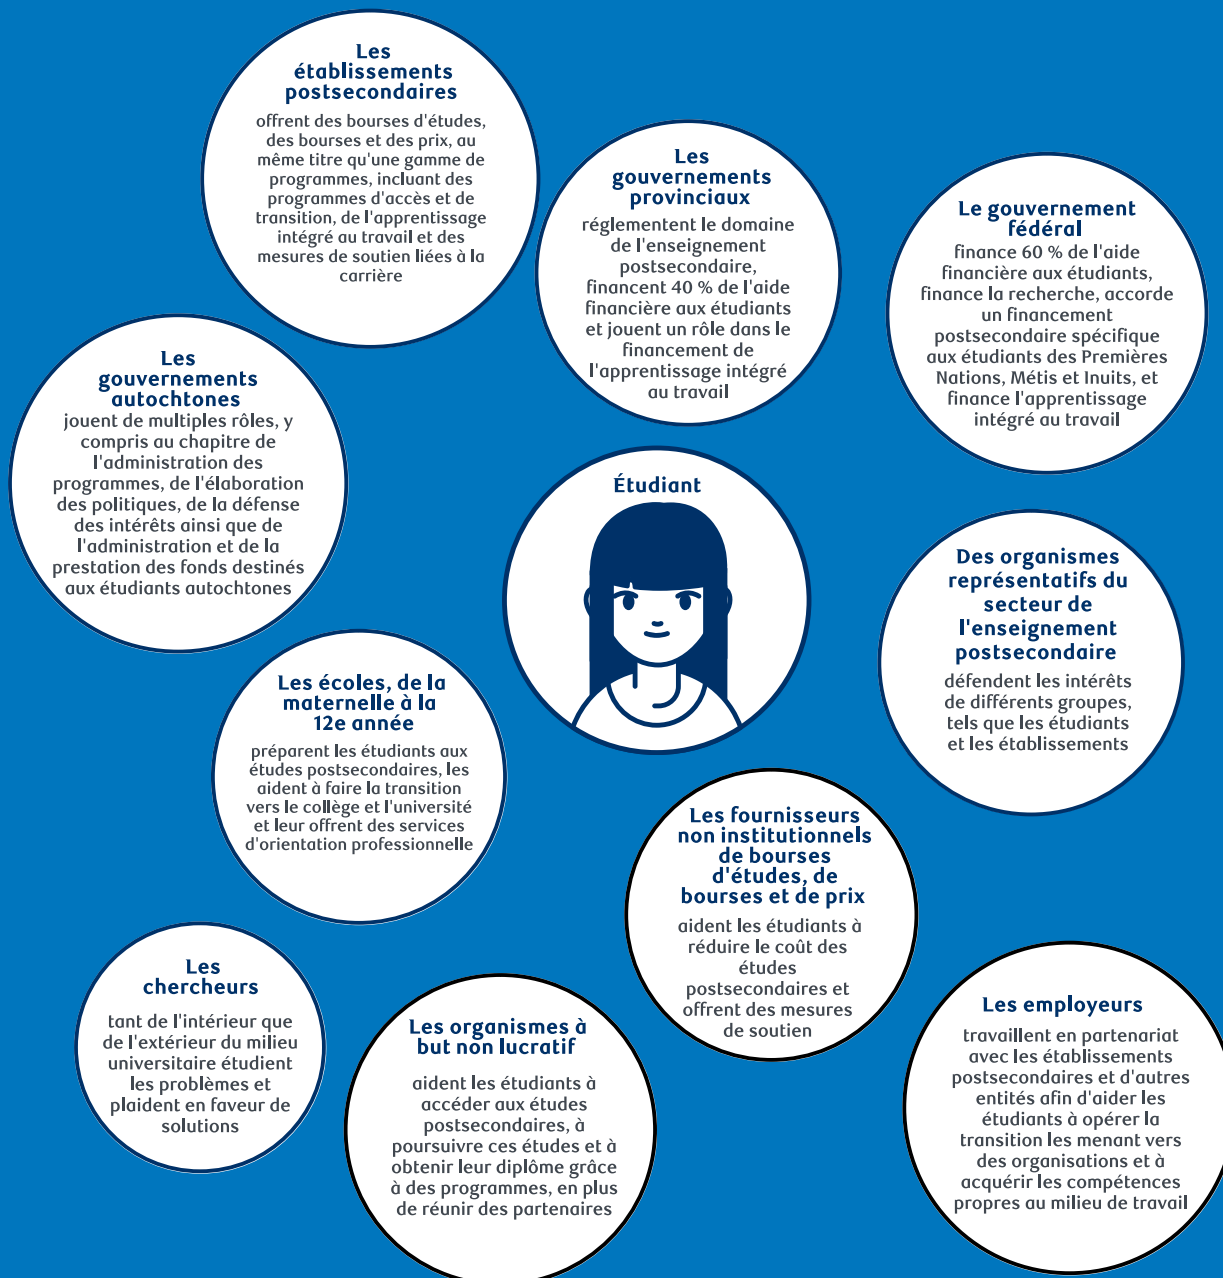 Les
établissements
postsecondaires
offrent des bourses d'études,
des bourses et des prix, au
même titre qu'une gamme de
programmes, incluant des
programmes d'accès et de
transition, de l'apprentissage
intégré au travail et des
mesures de soutien liées à la
carrière
Les
gouvernements
provinciaux
réglementent le domaine
de l'enseignement
postsecondaire,
financent 40 % de l'aide
financière aux étudiants
et jouent un rôle dans le
financement de
l'apprentissage intégré
au travail
Le gouvernement
fédéral
finance 60 % de l'aide
financière aux étudiants,
finance la recherche, accorde
un financement
postsecondaire spécifique
aux étudiants des Premières
Nations, Métis et Inuits, et
finance l'apprentissage
intégré au travail
Les
gouvernements
autochtones
jouent de multiples rôles, y
compris au chapitre de
l'administration des
programmes, de l'élaboration
des politiques, de la défense
des intérêts ainsi que de
l'administration et de la
prestation des fonds destinés
aux étudiants autochtones
Étudiant
Des organismes
représentatifs du
secteur de
l'enseignement
postsecondaire
défendent les intérêts
de différents groupes,
tels que les étudiants
et les établissements
Les écoles, de la
maternelle à la
12e année
préparent les étudiants aux
études postsecondaires, les
aident à faire la transition
vers le collège et l'université
et leur offrent des services
d'orientation professionnelle
Les fournisseurs
non institutionnels
de bourses
d'études, de
bourses et de prix
aident les étudiants à
réduire le coût des
études
postsecondaires et
offrent des mesures
de soutien
Les
chercheurs
tant de l'intérieur que
de l'extérieur du milieu
universitaire étudient
les problèmes et
plaident en faveur de
solutions
Les organismes à
but non lucratif
aident les étudiants à
accéder aux études
postsecondaires, à
poursuivre ces études et à
obtenir leur diplôme grâce
à des programmes, en plus
de réunir des partenaires
Les employeurs
travaillent en partenariat
avec les établissements
postsecondaires et d'autres
entités afin d'aider les
étudiants à opérer la
transition les menant vers
des organisations et à
acquérir les compétences
propres au milieu de travail